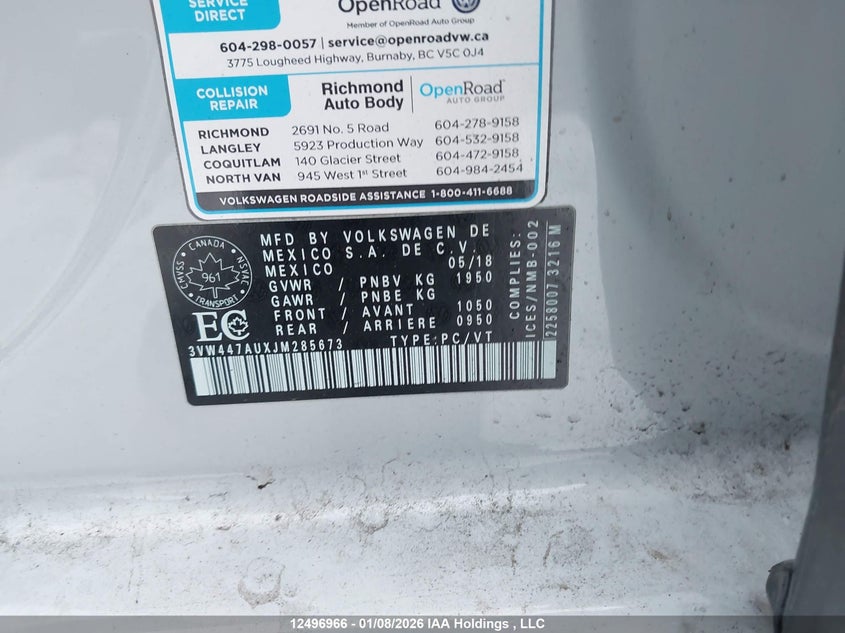 SERVICE DIRECT
OpenRoad
Member of OpenRoad Auto Group
604-298-0057 | service@openroadvw.ca
3775 Lougheed Highway, Burnaby, BC V5C 0J4
COLLISION REPAIR
Richmond Auto Body
OpenRoad
AUTO GROUP
RICHMOND 2691 No. 5 Road 604-278-9158
LANGLEY 5923 Production Way 604-532-9158
COQUITLAM 140 Glacier Street 604-472-9158
NORTH VAN 945 West 1st Street 604-984-2454
VOLKSWAGEN ROADSIDE ASSISTANCE 1-800-411-6688
CANADA
CMVSS
NSVAC
961
TRANSPORT
EC
MFD BY VOLKSWAGEN DE
MEXICO S.A. DE C.V.
MEXICO 05/18
GVWR / PNBV KG 1950
GAWR / PNBE KG
FRONT / AVANT 1050
REAR / ARRIERE 0950
3VW447AUXJM285673 TYPE:PC/VT
COMPLIES:
ICES/NMB-002
2258007 3216 M
12496966 - 01/08/2026 IAA Holdings , LLC